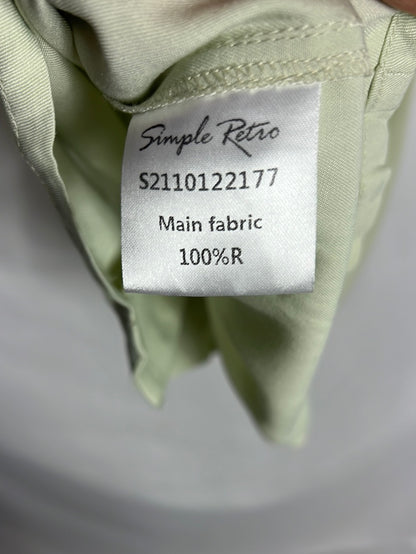 Simple Retro
S2110122177
Main fabric
100%R